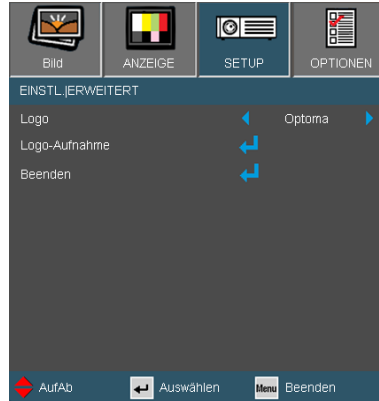 Bild ANZEIGE SETUP OPTIONEN
EINSTL.|ERWEITERT
Logo Optoma
Logo-Aufnahme
Beenden
AufAb Auswählen Menu Beenden